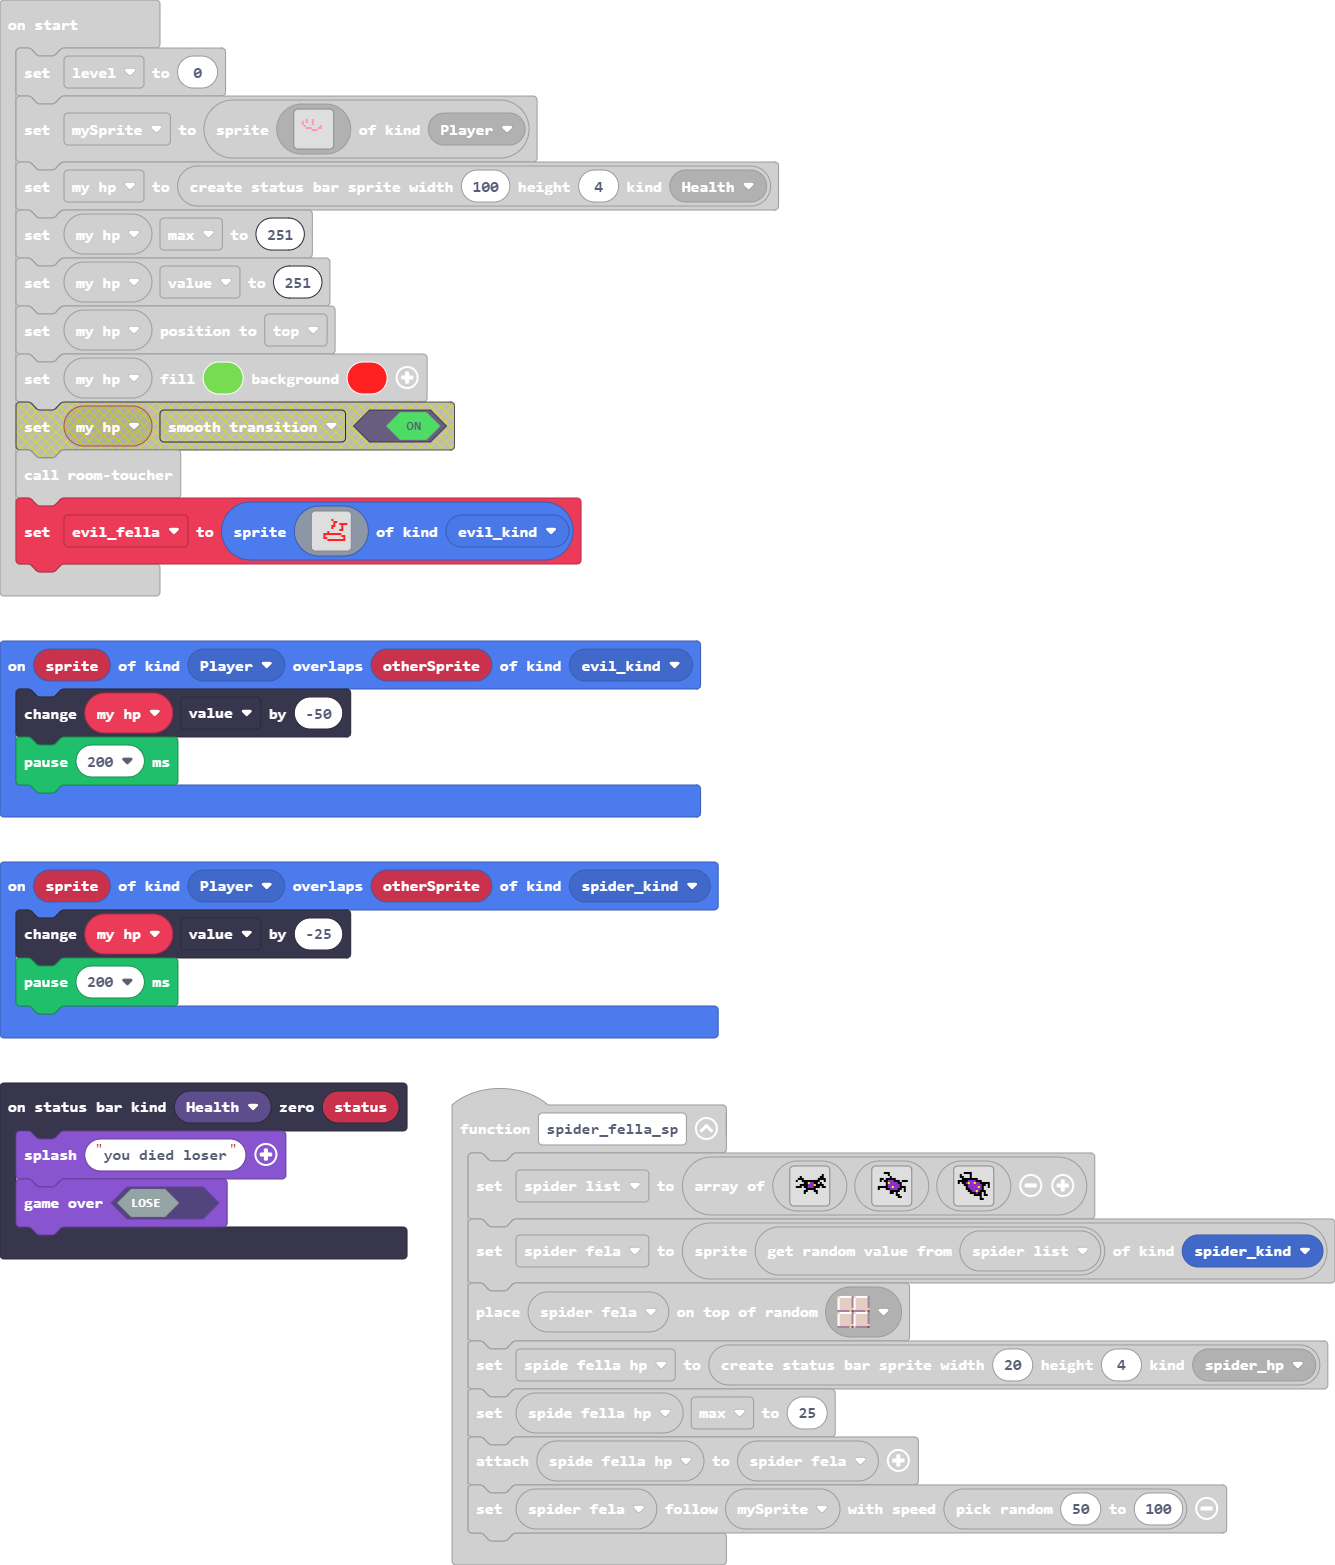 on start
set level to 0
set mySprite to sprite of kind Player
set my hp to create status bar sprite width 100 height 4 kind Health
set my hp max to 251
set my hp value to 251
set my hp position to top
set my hp fill background
set my hp smooth transition ON
call room-toucher
set evil_fella to sprite of kind evil_kind
on sprite of kind Player overlaps otherSprite of kind evil_kind
change my hp value by -50
pause 200 ms
on sprite of kind Player overlaps otherSprite of kind spider_kind
change my hp value by -25
pause 200 ms
on status bar kind Health zero status
splash "you died loser"
game over LOSE
function spider_fella_sp
set spider list to array of
set spider fela to sprite get random value from spider list of kind spider_kind
place spider fela on top of random
set spide fella hp to create status bar sprite width 20 height 4 kind spider_hp
set spide fella hp max to 25
attach spide fella hp to spider fela
set spider fela follow mySprite with speed pick random 50 to 100